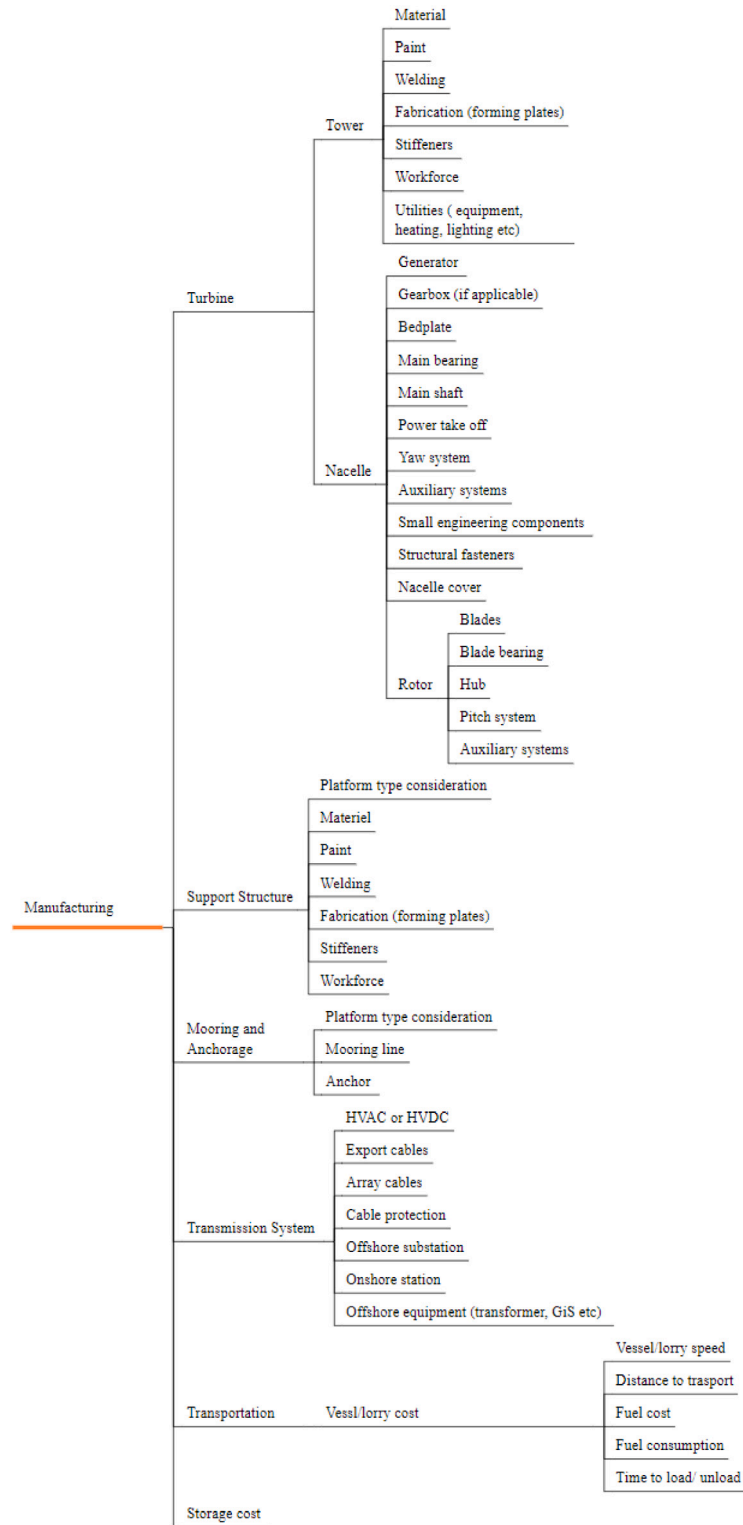 Material
Paint
Welding
Fabrication (forming plates)
Tower
Stiffeners
Workforce
Utilities ( equipment,
heating, lighting etc)
Generator
Turbine
Gearbox (if applicable)
Bedplate
Main bearing
Main shaft
Power take off
Yaw system
Nacelle
Auxiliary systems
Small engineering components
Structural fasteners
Nacelle cover
Blades
Blade bearing
Rotor
Hub
Pitch system
Auxiliary systems
Platform type consideration
Materiel
Paint
Welding
Support Structure
Manufacturing
Fabrication (forming plates)
Stiffeners
Workforce
Platform type consideration
Mooring and
Anchorage
Mooring line
Anchor
HVAC or HVDC
Export cables
Array cables
Cable protection
Transmission System
Offshore substation
Onshore station
Offshore equipment (transformer, GiS etc)
Vessel/lorry speed
Distance to trasport
Transportation
Vessl/lorry cost
Fuel cost
Fuel consumption
Time to load/ unload
Storage cost